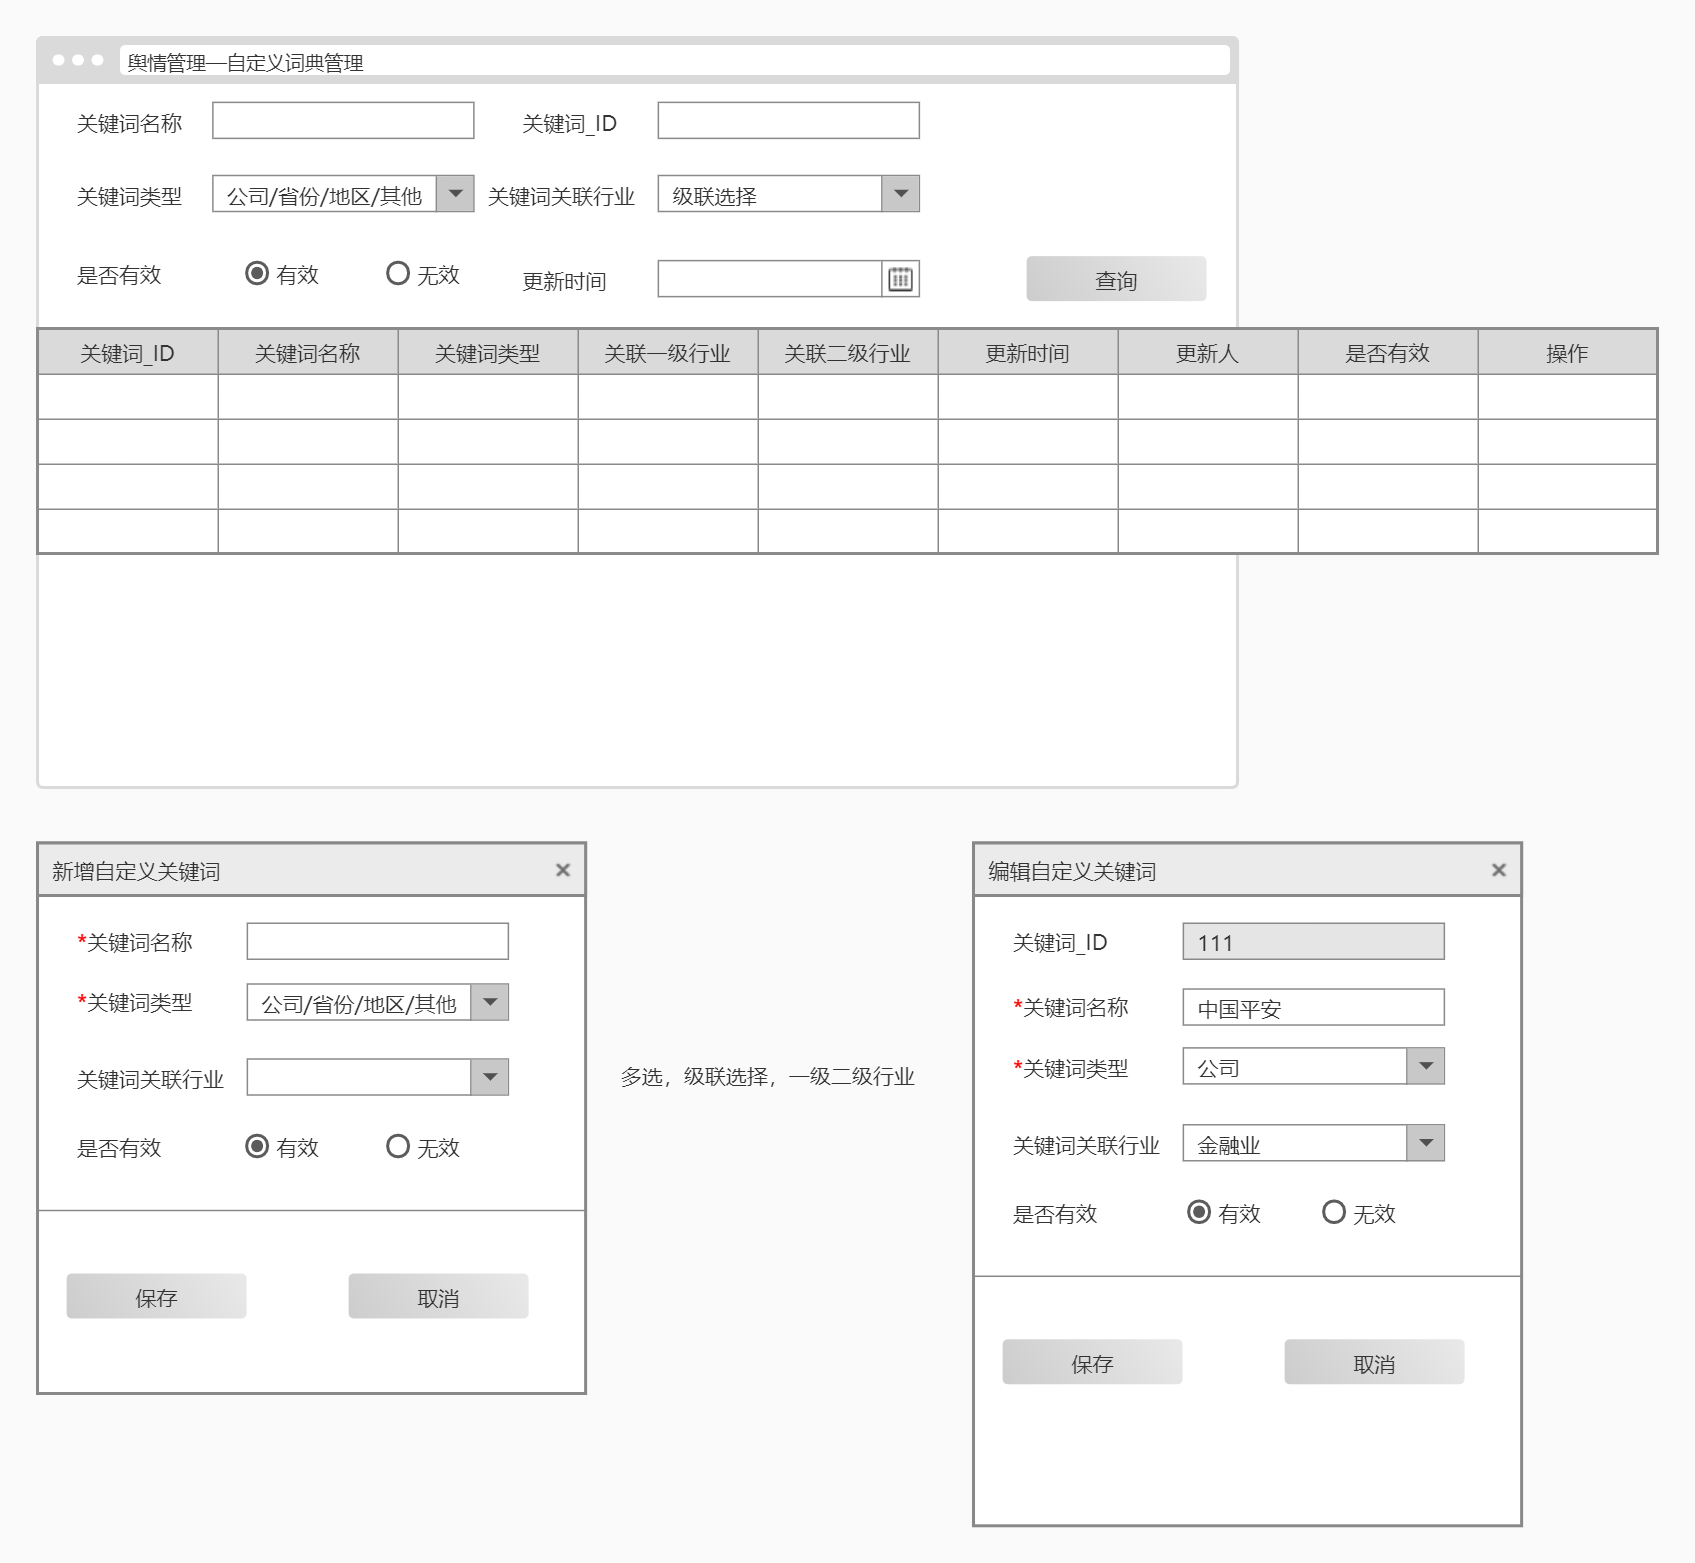 舆情管理—自定义词典管理
关键词名称
关键词_ID
关键词类型 公司/省份/地区/其他 关键词关联行业 级联选择
是否有效 有效 无效 更新时间 查询
关键词_ID 关键词名称 关键词类型 关联一级行业 关联二级行业 更新时间 更新人 是否有效 操作
新增自定义关键词
*关键词名称
*关键词类型 公司/省份/地区/其他
关键词关联行业
多选，级联选择，一级二级行业
是否有效 有效 无效
保存 取消
编辑自定义关键词
关键词_ID 111
*关键词名称 中国平安
*关键词类型 公司
关键词关联行业 金融业
是否有效 有效 无效
保存 取消